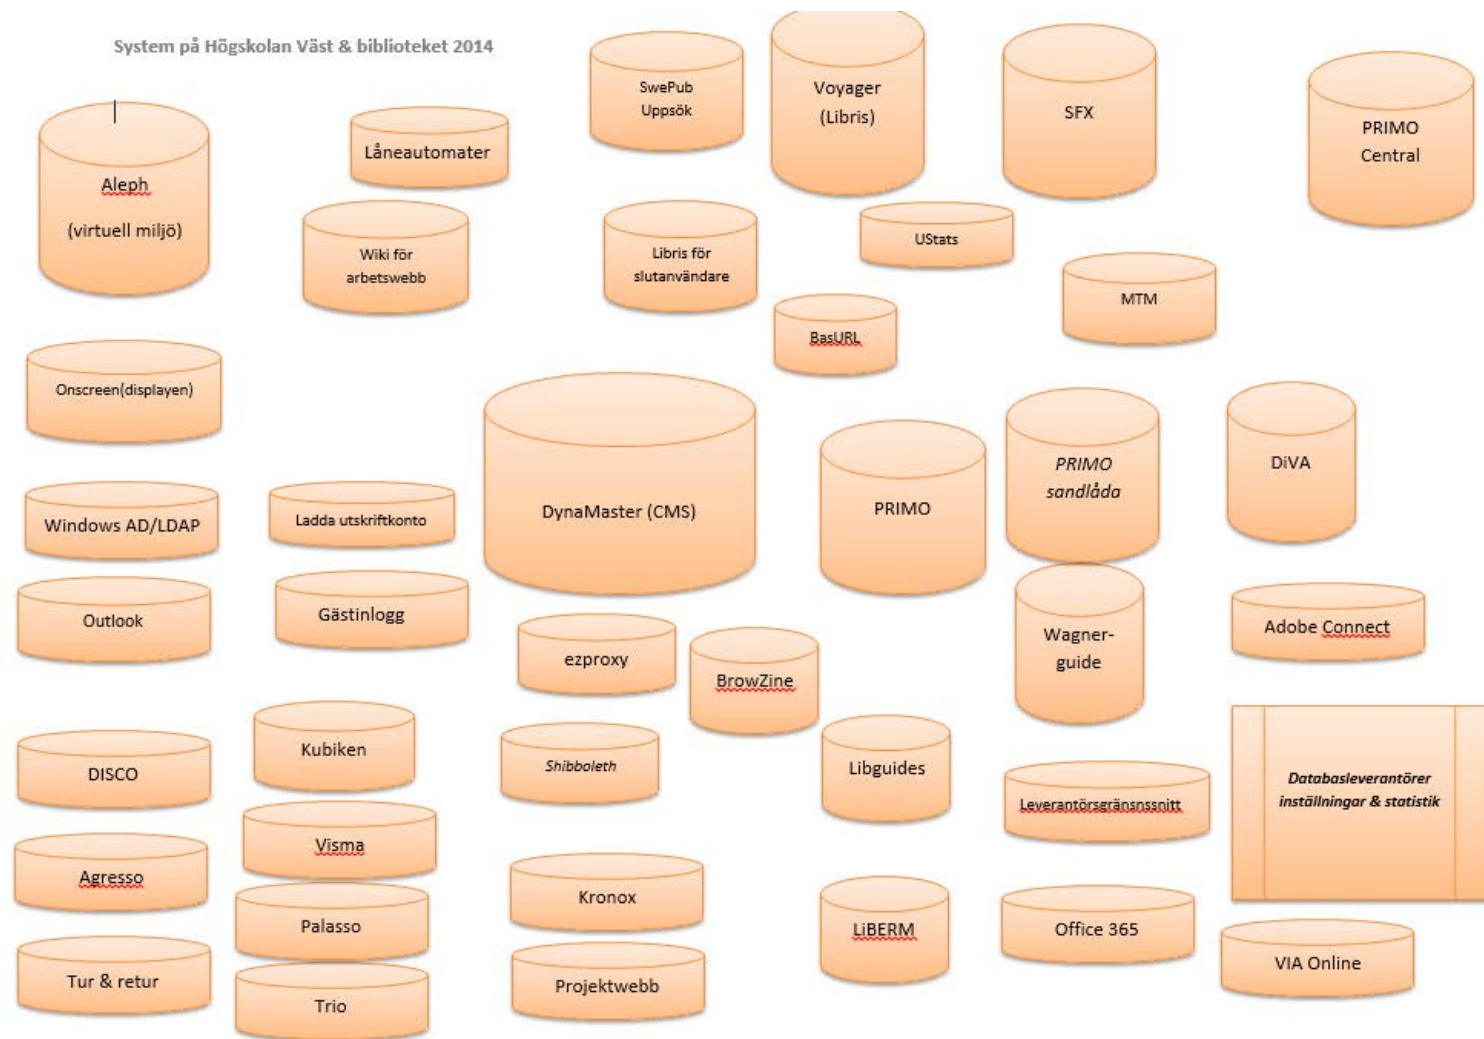 System på Högskolan Väst & biblioteket 2014
SwePub
Uppsök
Voyager
(Libris)
SFX
PRIMO
Central
Aleph
(virtuell miljö)
Låneautomater
Wiki för
arbetswebb
Libris för
slutanvändare
UStats
MTM
BasURL
Onscreen(displayen)
DynaMaster (CMS)
PRIMO
PRIMO
sandlåda
DiVA
Windows AD/LDAP
Ladda utskriftkonto
Outlook
Gästinlogg
ezproxy
BrowZine
Wagner-
guide
Adobe Connect
DISCO
Kubiken
Shibboleth
Libguides
Leverantörsgränsnssnitt
Databasleverantörer
inställningar & statistik
Agresso
Visma
Kronox
LiBERM
Office 365
Palasso
VIA Online
Tur & retur
Trio
Projektwebb